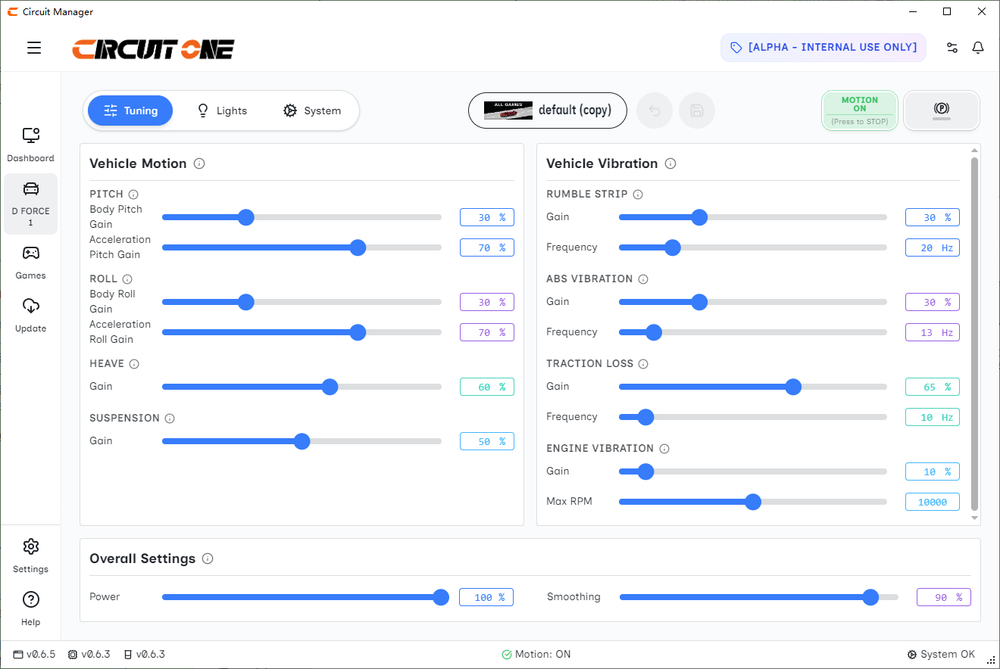 Circuit Manager
CIRCUIT ONE
[ALPHA - INTERNAL USE ONLY]
Tuning
Lights
System
ALL GAMES
default (copy)
MOTION
ON
(Press to STOP)
P
Dashboard
D FORCE
1
Games
Update
Settings
Help
Vehicle Motion
PITCH
Body Pitch
Gain
30 %
Acceleration
Pitch Gain
70 %
ROLL
Body Roll
Gain
30 %
Acceleration
Roll Gain
70 %
HEAVE
Gain
60 %
SUSPENSION
Gain
50 %
Vehicle Vibration
RUMBLE STRIP
Gain
30 %
Frequency
20 Hz
ABS VIBRATION
Gain
30 %
Frequency
13 Hz
TRACTION LOSS
Gain
65 %
Frequency
10 Hz
ENGINE VIBRATION
Gain
10 %
Max RPM
10000
Overall Settings
Power
100 %
Smoothing
90 %
v0.6.5
v0.6.3
v0.6.3
Motion: ON
System OK